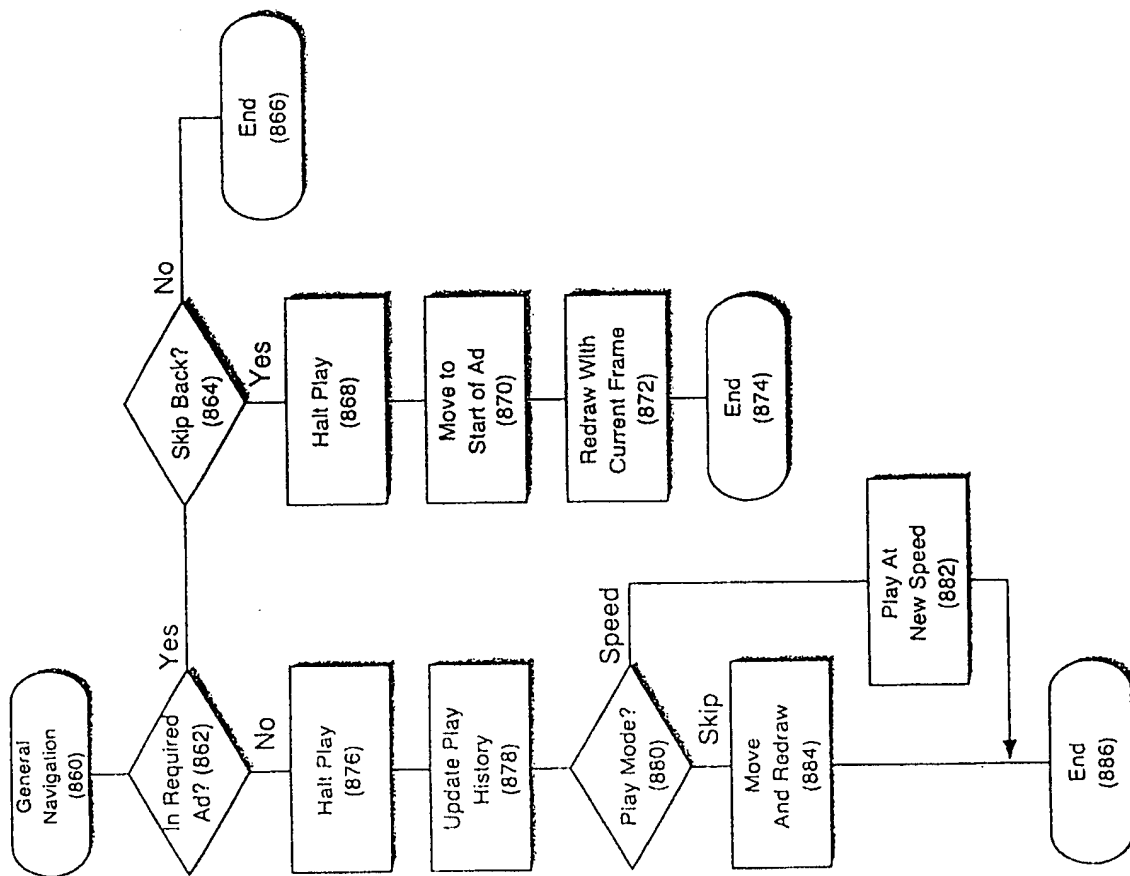 General
Navigation
(860)
In Required
Ad? (862)
Yes
No
Skip Back?
(864)
No
Yes
End
(866)
Halt Play
(868)
Move to
Start of Ad
(870)
Redraw With
Current Frame
(872)
End
(874)
Halt Play
(876)
Update Play
History
(878)
Play Mode?
(880)
Speed
Skip
Play At
New Speed
(882)
Move
And Redraw
(884)
End
(886)